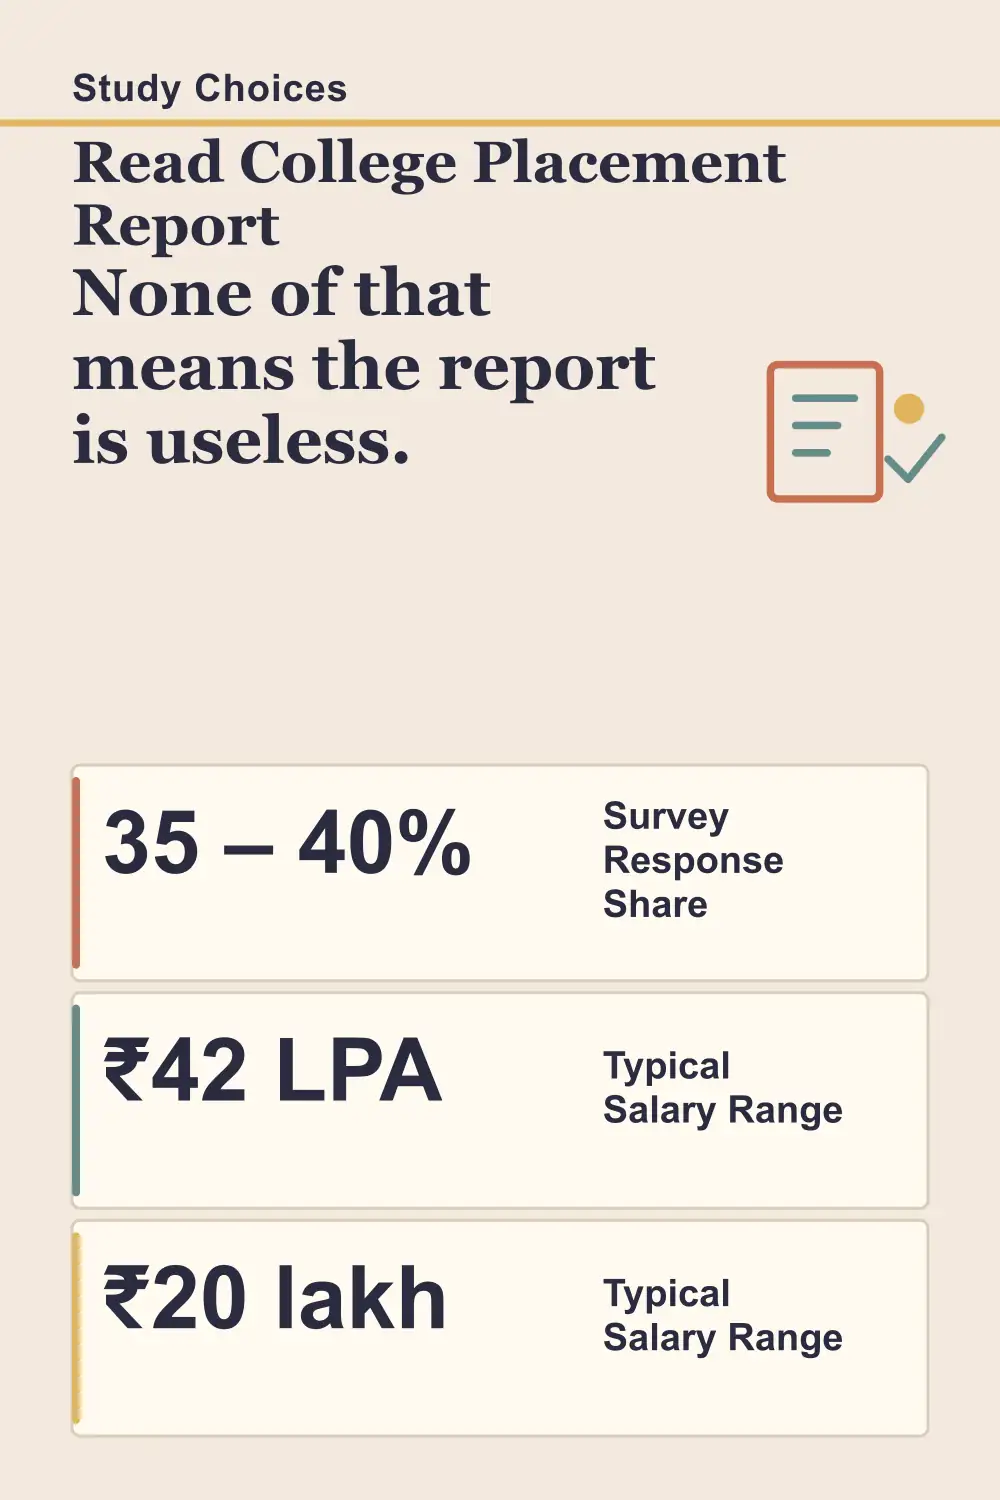 Study Choices
Read College Placement
Report
None of that
means the report
is useless.
35 – 40%
Survey
Response
Share
₹42 LPA
Typical
Salary Range
₹20 lakh
Typical
Salary Range